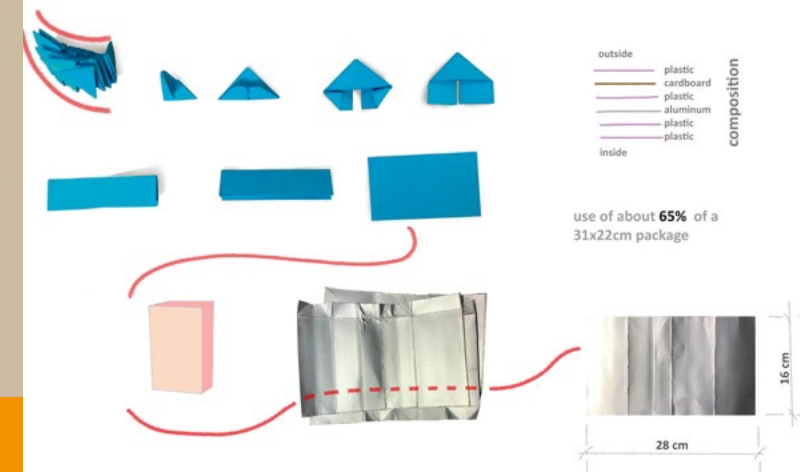 outside
plastic
cardboard
plastic
aluminum
plastic
plastic
inside
composition
use of about 65% of a
31x22cm package
16 cm
28 cm